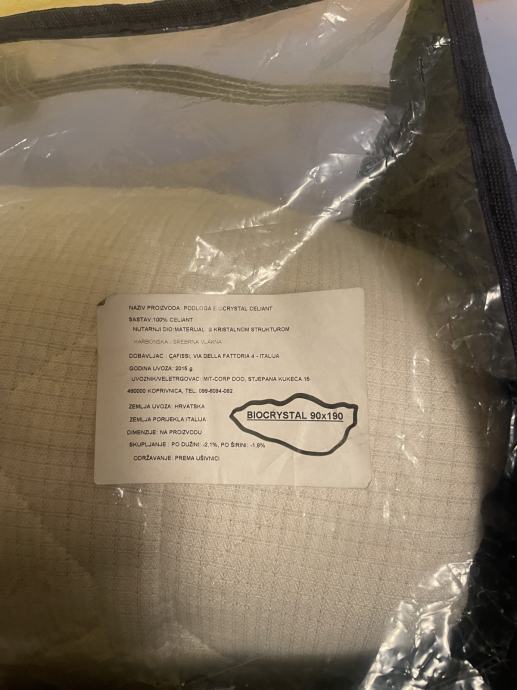 NAZIV PROIZVODA: PODLOGA BIOCRYSTAL CELIANT
SASTAV:100% CELIANT
NUTARNJI DIO:MATERIJAL S KRISTALNOM STRUKTUROM
KARBONSKA - SREBRNA VLAKNA
DOBAVLJAC : CAFISSI, VIA DELLA FATTORIA 4 - ITALIJA
GODINA UVOZA: 2015 g.
UVOZNIK/VELETRGOVAC: MIT-CORP DOO, STJEPANA KUKECA 15
480000 KOPRIVNICA, TEL: 099-6094-062
ZEMLJA UVOZA: HRVATSKA
ZEMLJA PORIJEKLA ITALIJA
BIOCRYSTAL 90x190
DIMENZIJE: NA PROIZVODU
SKUPLJANJE : PO DUŽINI: -2,1%, PO ŠIRINI: -1,9%
ODRŽAVANJE: PREMA UŠIVNICI